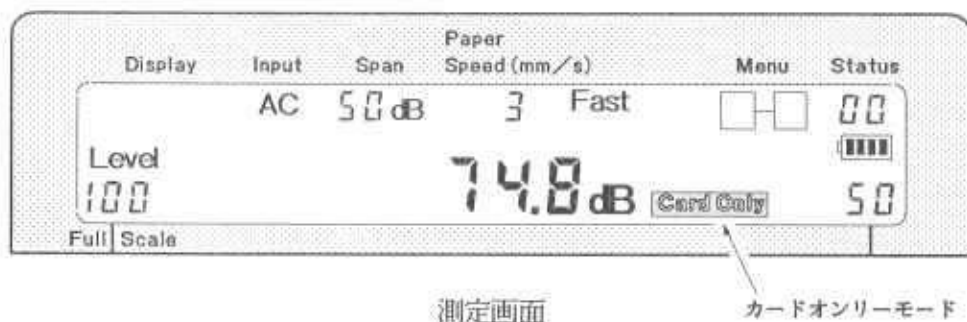 Paper
Display Input Span Speed (mm/s) Menu Status
AC 50 dB 3 Fast 00
Level
100 74.8 dB Card Only 50
Full Scale
測定画面 カードオンリーモード